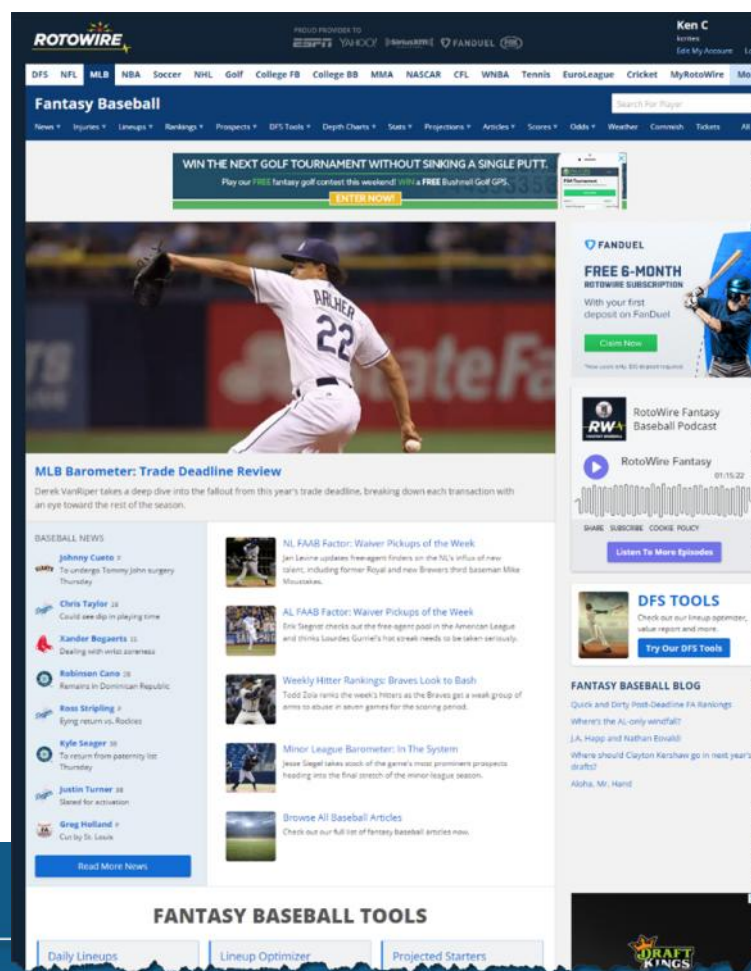 ROTOWIRE
PROUD PROVIDER TO
ESPN YAHOO! SiriusXM FANDUEL FOX
Ken C
kcrites
Edit My Account
DFS NFL MLB NBA Soccer NHL Golf College FB College BB MMA NASCAR CFL WNBA Tennis EuroLeague Cricket MyRotoWire Mo
Fantasy Baseball
Search For Player
News Injuries Lineups Rankings Prospects DFS Tools Depth Charts Stats Projections Articles Scores Odds Weather Commish Tickets
WIN THE NEXT GOLF TOURNAMENT WITHOUT SINKING A SINGLE PUTT.
Play our FREE fantasy golf contest this weekend! WIN a FREE Bushnell Golf GPS.
ENTER NOW!
ARCHER
22
StateFa
MLB Barometer: Trade Deadline Review
Derek VanRiper takes a deep dive into the fallout from this year's trade deadline, breaking down each transaction with
an eye toward the rest of the season.
BASEBALL NEWS
Johnny Cueto P
To undergo Tommy John surgery
Thursday
Chris Taylor 2B
Could see dip in playing time
Xander Bogaerts SS
Dealing with wrist soreness
Robinson Cano 2B
Remains in Dominican Republic
Ross Stripling P
Eying return vs. Rockies
Kyle Seager 3B
To return from paternity list
Thursday
Justin Turner 3B
Slated for activation
Greg Holland P
Cut by St. Louis
Read More News
NL FAAB Factor: Waiver Pickups of the Week
Jan Levine updates free-agent finders on the NL's influx of new
talent, including former Royal and new Brewers third baseman Mike
Moustakas.
AL FAAB Factor: Waiver Pickups of the Week
Erik Siegrist checks out the free-agent pool in the American League
and thinks Lourdes Gurriel's hot streak needs to be taken seriously.
Weekly Hitter Rankings: Braves Look to Bash
Todd Zola ranks the week's hitters as the Braves get a weak group of
arms to abuse in seven games for the scoring period.
Minor League Barometer: In The System
Jesse Siegel takes stock of the game's most prominent prospects
heading into the final stretch of the minor-league season.
Browse All Baseball Articles
Check out our full list of fantasy baseball articles now.
FANDUEL
FREE 6-MONTH
ROTOWIRE SUBSCRIPTION
With your first
deposit on FanDuel
Claim Now
RW
RotoWire Fantasy
Baseball Podcast
RotoWire Fantasy
01:15:22
SHARE SUBSCRIBE COOKIE POLICY
Listen To More Episodes
DFS TOOLS
Check out our lineup optimizer,
value report and more.
Try Our DFS Tools
FANTASY BASEBALL BLOG
Quick and Dirty Post-Deadline FA Rankings
Where's the AL-only windfall?
J.A. Happ and Nathan Eovaldi
Where should Clayton Kershaw go in next year's
drafts?
Aloha, Mr. Hand
FANTASY BASEBALL TOOLS
Daily Lineups
Lineup Optimizer
Projected Starters
DRAFT
KINGS